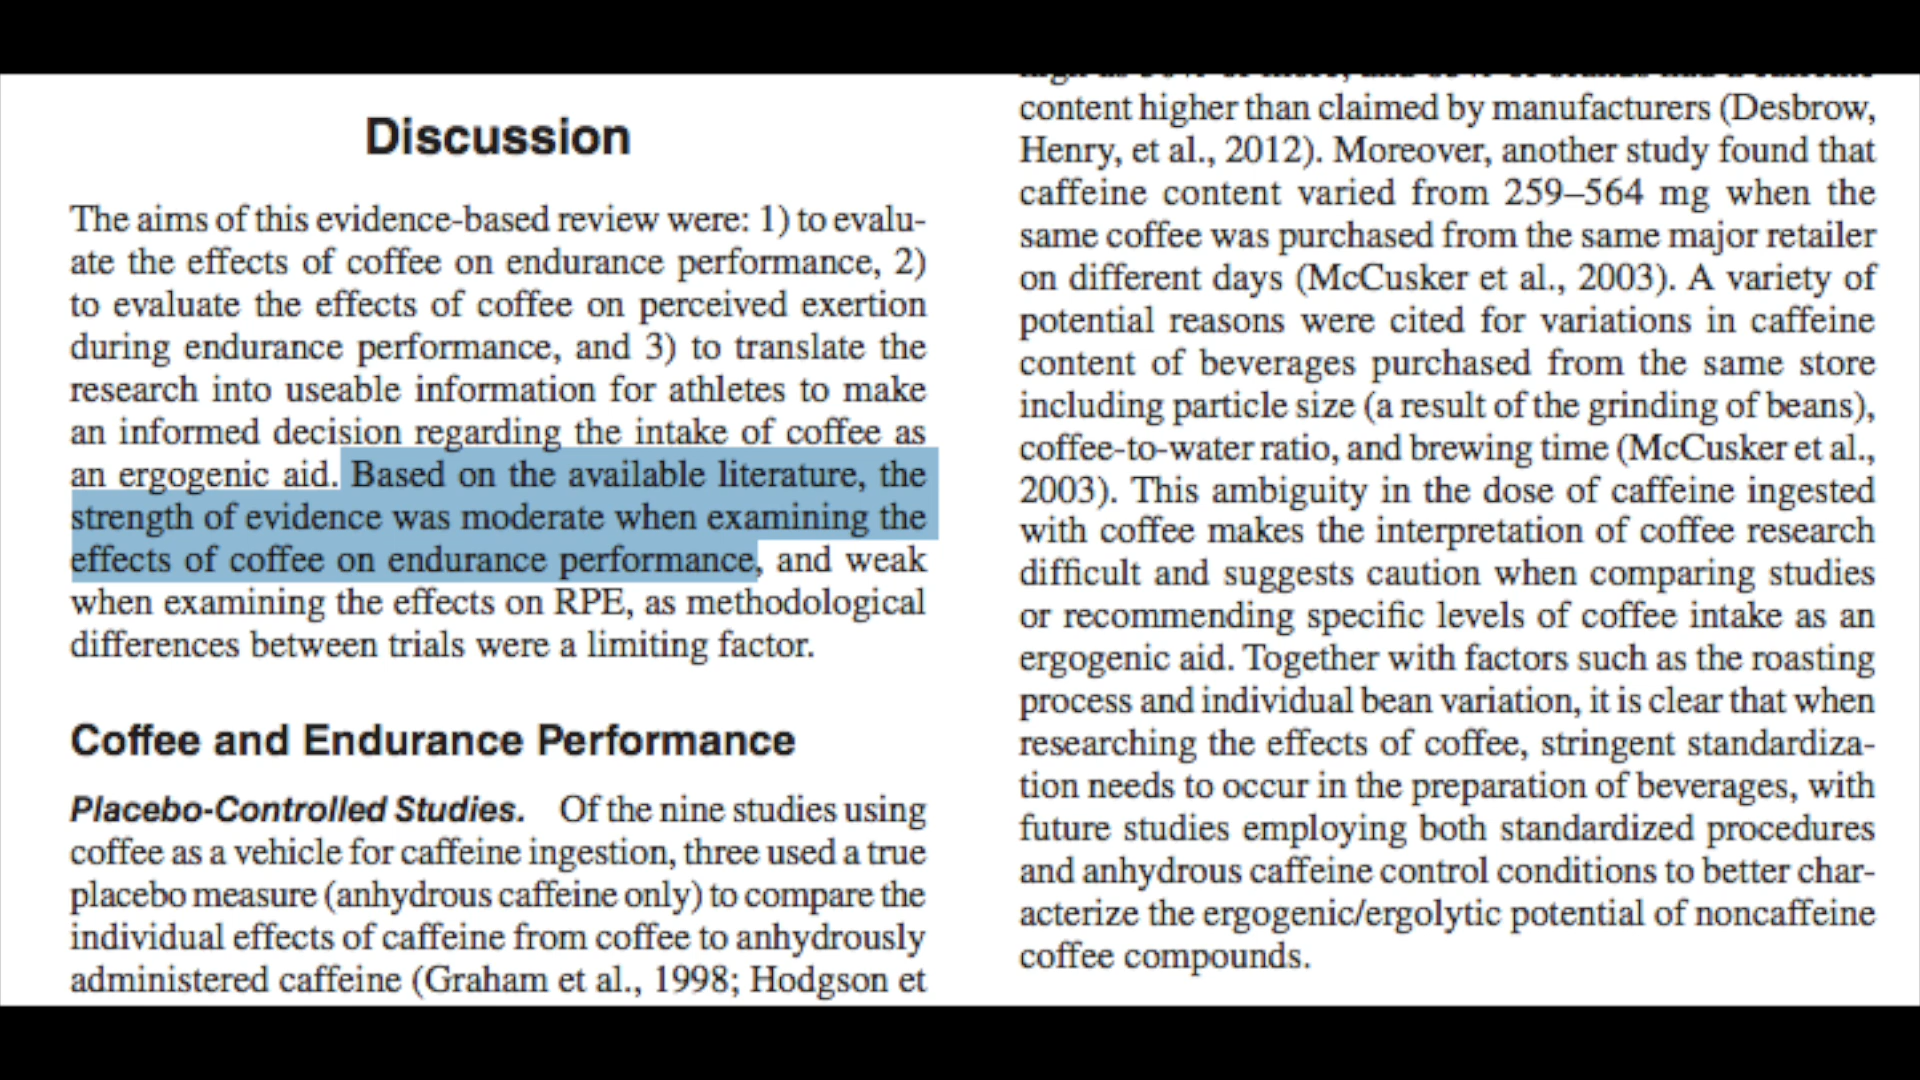 Discussion
The aims of this evidence-based review were: 1) to evalu-
ate the effects of coffee on endurance performance, 2)
to evaluate the effects of coffee on perceived exertion
during endurance performance, and 3) to translate the
research into useable information for athletes to make
an informed decision regarding the intake of coffee as
an ergogenic aid. Based on the available literature, the
strength of evidence was moderate when examining the
effects of coffee on endurance performance, and weak
when examining the effects on RPE, as methodological
differences between trials were a limiting factor.
Coffee and Endurance Performance
Placebo-Controlled Studies. Of the nine studies using
coffee as a vehicle for caffeine ingestion, three used a true
placebo measure (anhydrous caffeine only) to compare the
individual effects of caffeine from coffee to anhydrously
administered caffeine (Graham et al., 1998; Hodgson et
content higher than claimed by manufacturers (Desbrow,
Henry, et al., 2012). Moreover, another study found that
caffeine content varied from 259–564 mg when the
same coffee was purchased from the same major retailer
on different days (McCusker et al., 2003). A variety of
potential reasons were cited for variations in caffeine
content of beverages purchased from the same store
including particle size (a result of the grinding of beans),
coffee-to-water ratio, and brewing time (McCusker et al.,
2003). This ambiguity in the dose of caffeine ingested
with coffee makes the interpretation of coffee research
difficult and suggests caution when comparing studies
or recommending specific levels of coffee intake as an
ergogenic aid. Together with factors such as the roasting
process and individual bean variation, it is clear that when
researching the effects of coffee, stringent standardiza-
tion needs to occur in the preparation of beverages, with
future studies employing both standardized procedures
and anhydrous caffeine control conditions to better char-
acterize the ergogenic/ergolytic potential of noncaffeine
coffee compounds.